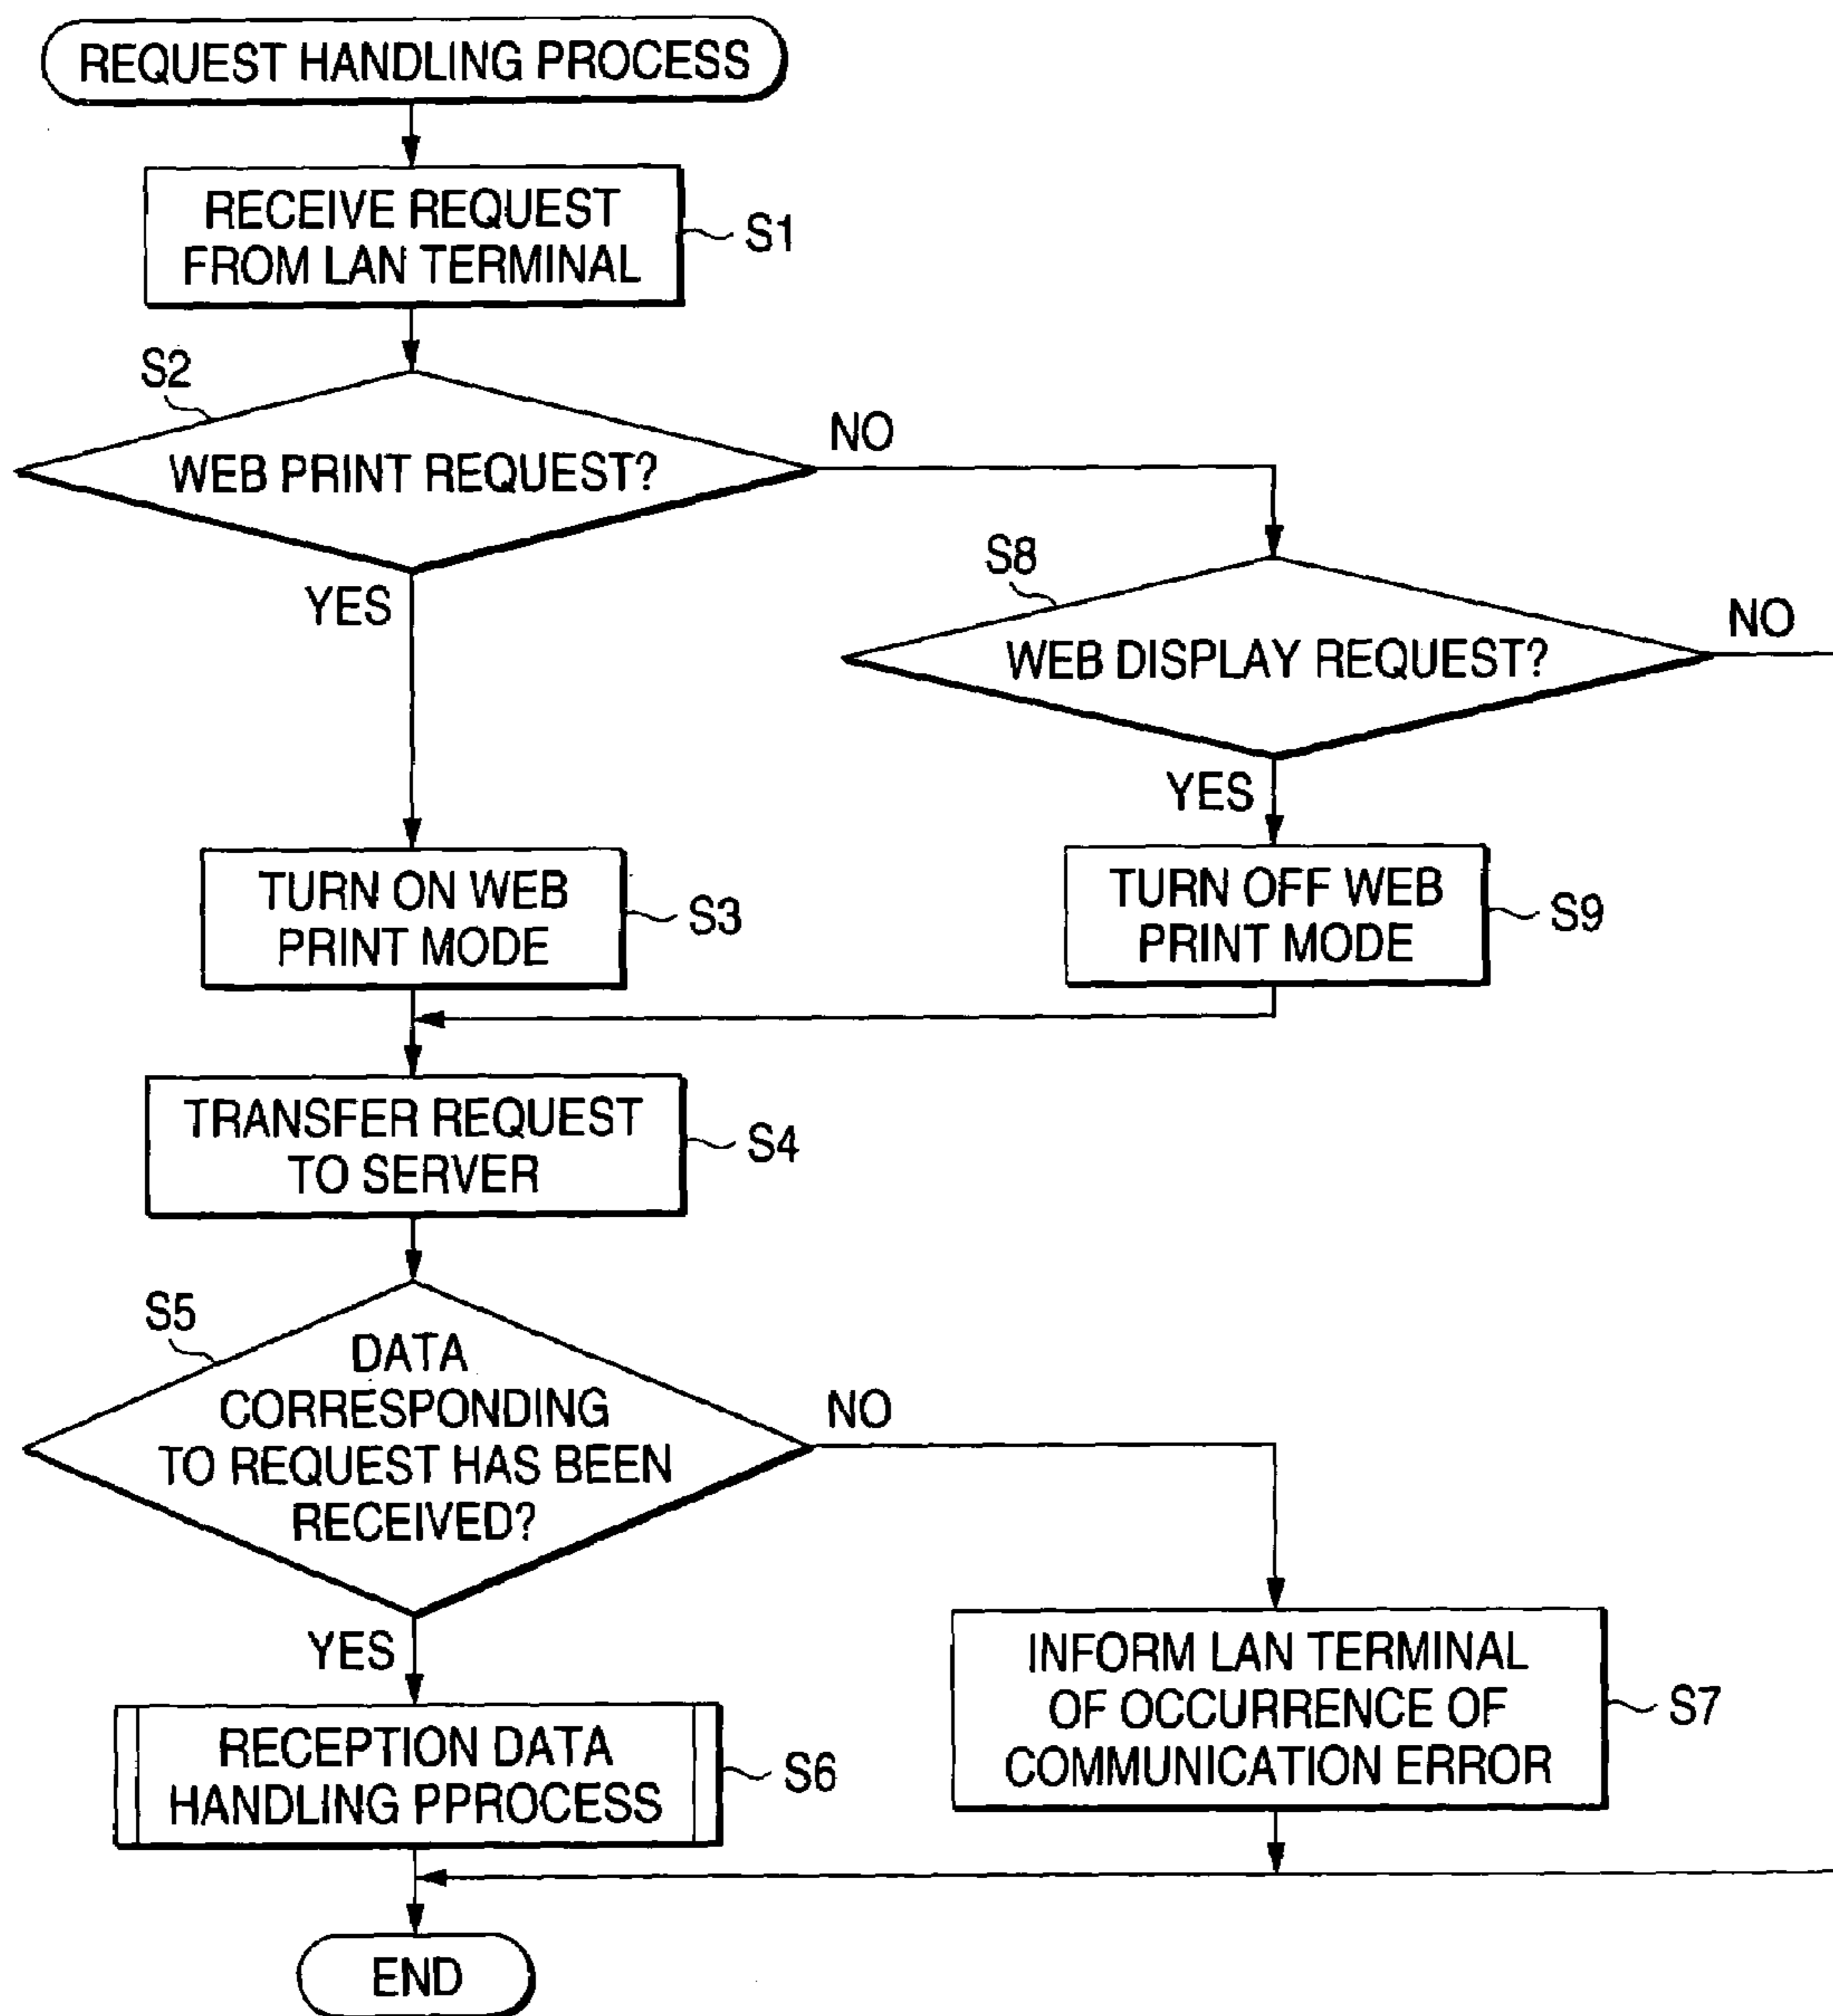 REQUEST HANDLING PROCESS
RECEIVE REQUEST
FROM LAN TERMINAL
S1
S2
WEB PRINT REQUEST?
NO
YES
S8
WEB DISPLAY REQUEST?
NO
YES
TURN ON WEB
PRINT MODE
S3
TURN OFF WEB
PRINT MODE
S9
TRANSFER REQUEST
TO SERVER
S4
S5
DATA
CORRESPONDING
TO REQUEST HAS BEEN
RECEIVED?
NO
YES
RECEPTION DATA
HANDLING PPROCESS
S6
INFORM LAN TERMINAL
OF OCCURRENCE OF
COMMUNICATION ERROR
S7
END